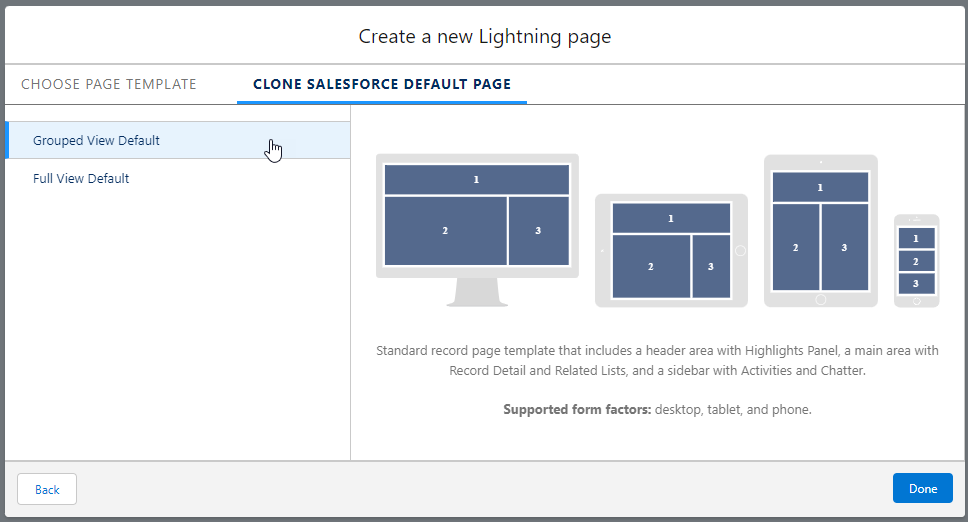 Create a new Lightning page
CHOOSE PAGE TEMPLATE
CLONE SALESFORCE DEFAULT PAGE
Grouped View Default
Full View Default
1
2
3
1
2
3
1
2
3
1
2
3
Standard record page template that includes a header area with Highlights Panel, a main area with
Record Detail and Related Lists, and a sidebar with Activities and Chatter.
Supported form factors: desktop, tablet, and phone.
Back
Done